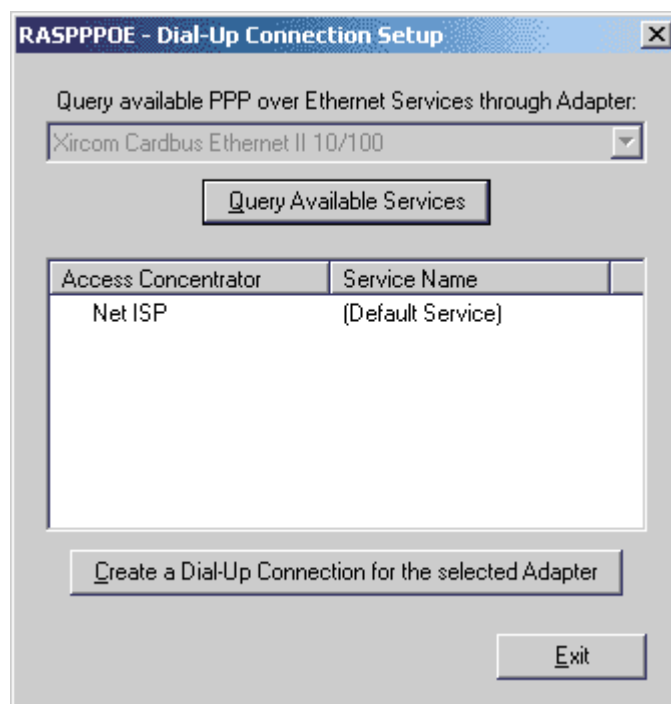 RASPPPOE - Dial-Up Connection Setup
Query available PPP over Ethernet Services through Adapter:
Xircom Cardbus Ethernet II 10/100
Query Available Services
Access Concentrator Service Name
Net ISP (Default Service)
Create a Dial-Up Connection for the selected Adapter
Exit